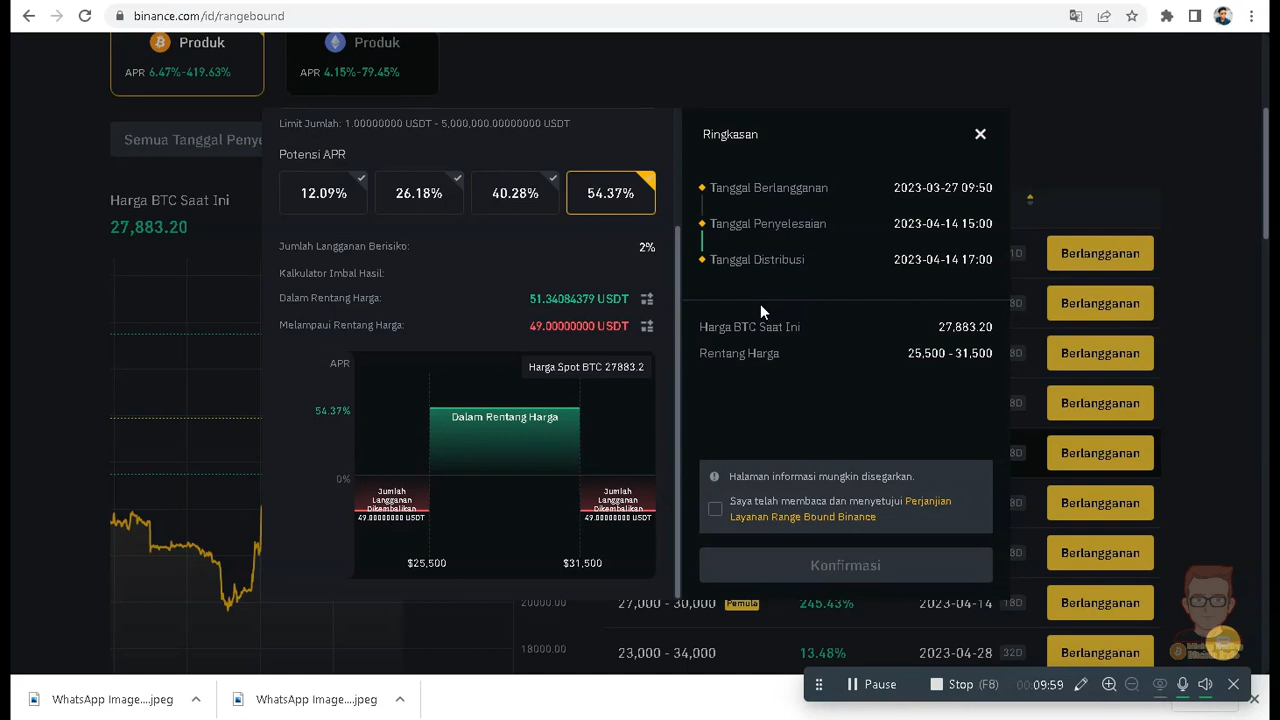 binance.com/id/rangebound
Produk
APR 6.47%-419.63%
Produk
APR 4.15%-79.45%
Semua Tanggal Penye
Harga BTC Saat Ini
27,883.20
Limit Jumlah: 1.00000000 USDT - 5,000,000.00000000 USDT
Potensi APR
12.09%
26.18%
40.28%
54.37%
Jumlah Langganan Berisiko:
2%
Kalkulator Imbal Hasil:
Dalam Rentang Harga:
51.34084379 USDT
Melampaui Rentang Harga:
49.00000000 USDT
APR
Harga Spot BTC 27883.2
54.37%
Dalam Rentang Harga
0%
Jumlah
Langganan
Dikembalikan
49.00000000 USDT
Jumlah
Langganan
Dikembalikan
49.00000000 USDT
$25,500
$31,500
Ringkasan
Tanggal Berlangganan
2023-03-27 09:50
Tanggal Penyelesaian
2023-04-14 15:00
Tanggal Distribusi
2023-04-14 17:00
Harga BTC Saat Ini
27,883.20
Rentang Harga
25,500 - 31,500
Halaman informasi mungkin disegarkan.
Saya telah membaca dan menyetujui Perjanjian
Layanan Range Bound Binance
Konfirmasi
1D
Berlangganan
8D
Berlangganan
8D
Berlangganan
8D
Berlangganan
8D
Berlangganan
8D
Berlangganan
8D
Berlangganan
20000.00
27,000 - 30,000
Pemula
245.43%
2023-04-14
18D
Berlangganan
18000.00
23,000 - 34,000
13.48%
2023-04-28
32D
Berlangganan
Pause
Stop (F8)
00:09:59
WhatsApp Image....jpeg
WhatsApp Image....jpeg